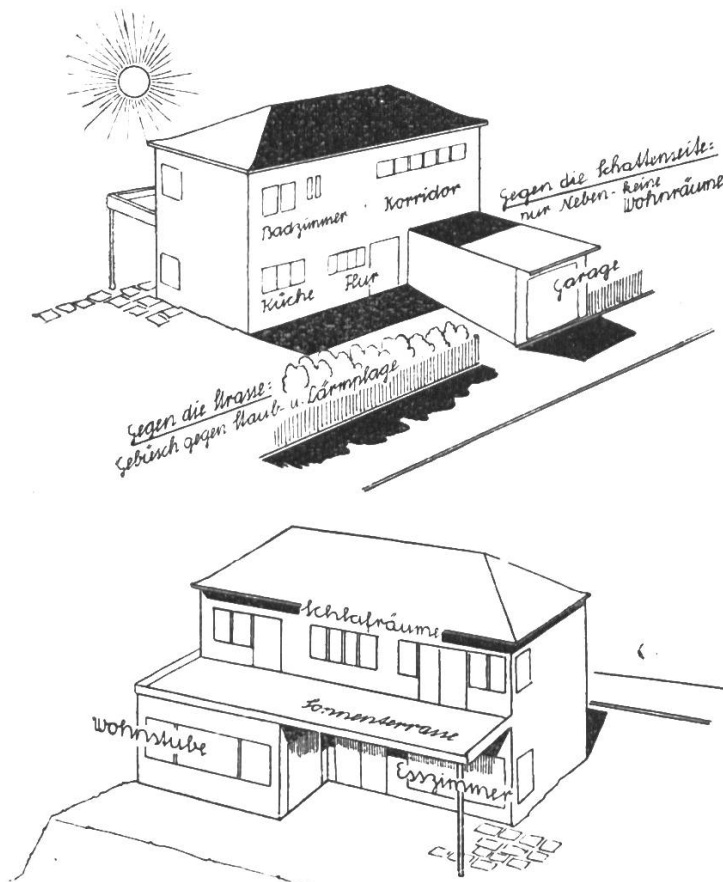 Gegen die Schattenseite:
nur Neben- keine
Wohnräume
Badzimmer
Korridor
Küche
Flur
Garage
Gegen die Strasse:
Gebüsch gegen Staub- u. Lärmplage
Schlafräume
Sonnenterrasse
Wohnstube
Esszimmer